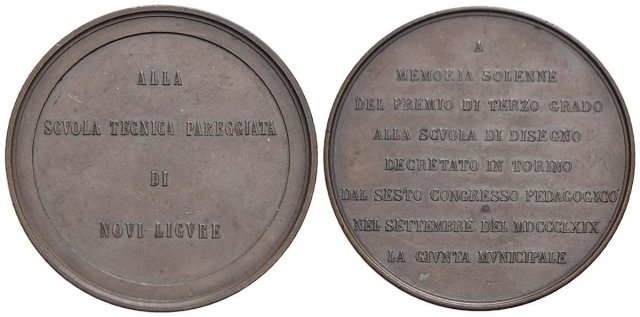 ALLA
SCVOLA TECNICA PAREGGIATA
DI
NOVI LIGVRE
A
MEMORIA SOLENNE
DEL PREMIO DI TERZO GRADO
ALLA SCVOLA DI DISEGNO
DECRETATO IN TORINO
DAL SESTO CONGRESSO PEDAGOGICO
NEL SETTEMBRE DEL MDCCCLXIX
LA GIVNTA MVNICIPALE